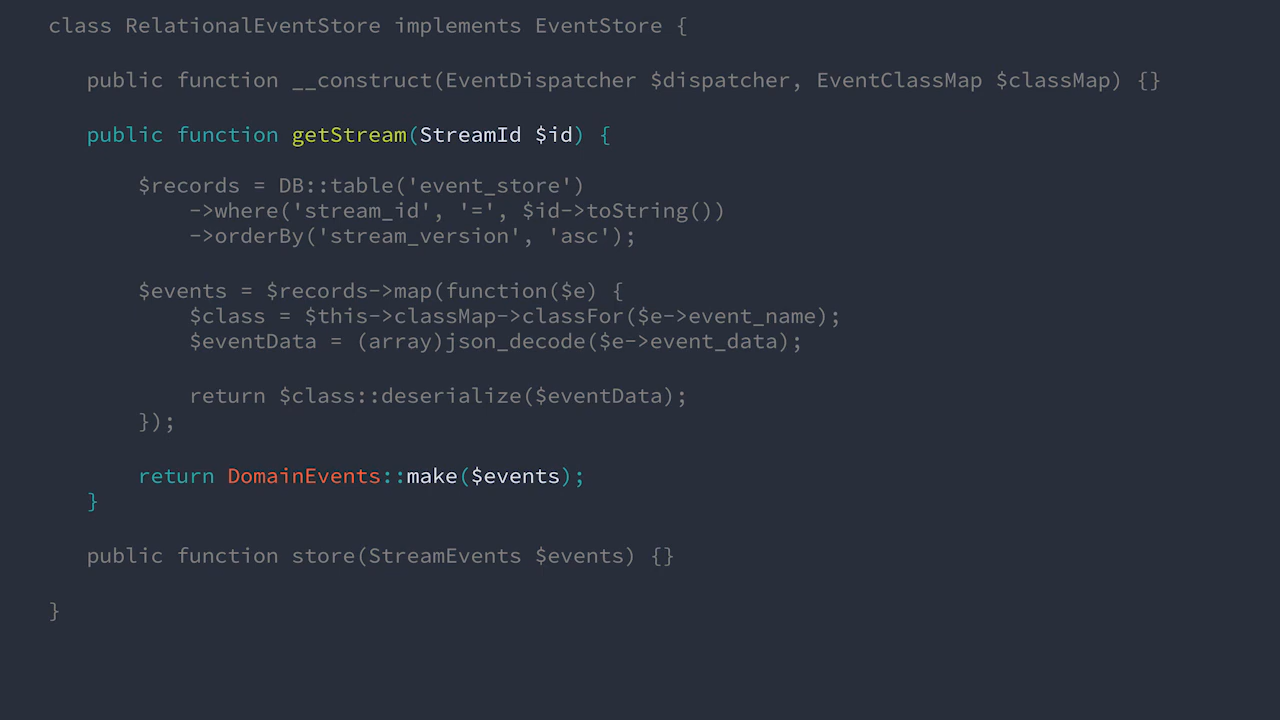 class RelationalEventStore implements EventStore {
public function __construct(EventDispatcher $dispatcher, EventClassMap $classMap) {}
public function getStream(StreamId $id) {
$records = DB::table('event_store')
->where('stream_id', '=', $id->toString())
->orderBy('stream_version', 'asc');
$events = $records->map(function($e) {
$class = $this->classMap->classFor($e->event_name);
$eventData = (array)json_decode($e->event_data);
return $class::deserialize($eventData);
});
return DomainEvents::make($events);
}
public function store(StreamEvents $events) {}
}